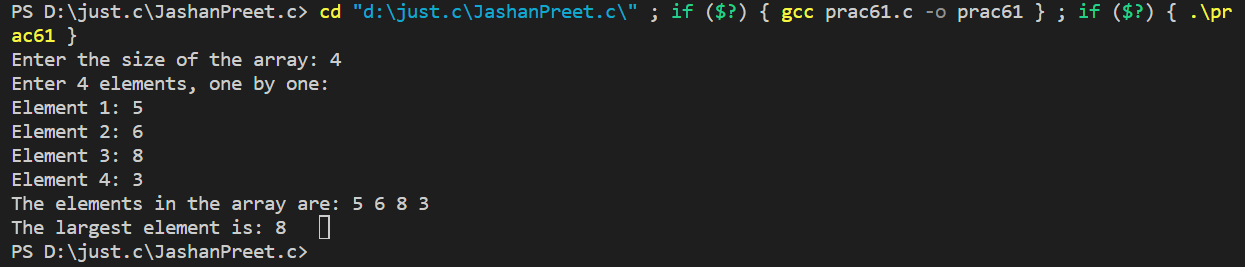 PS D:\just.c\JashanPreet.c> cd "d:\just.c\JashanPreet.c\" ; if ($?) { gcc prac61.c -o prac61 } ; if ($?) { .\pr
ac61 }
Enter the size of the array: 4
Enter 4 elements, one by one:
Element 1: 5
Element 2: 6
Element 3: 8
Element 4: 3
The elements in the array are: 5 6 8 3
The largest element is: 8
PS D:\just.c\JashanPreet.c>